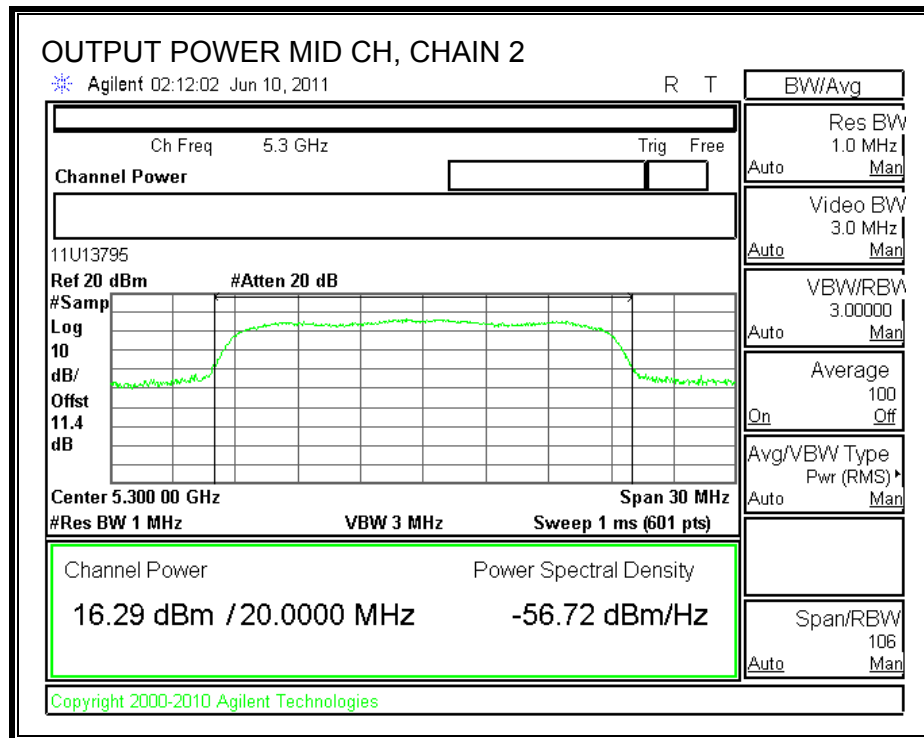 OUTPUT POWER MID CH, CHAIN 2
Agilent 02:12:02 Jun 10, 2011 R T
Ch Freq 5.3 GHz Trig Free
Channel Power
11U13795
Ref 20 dBm #Atten 20 dB
#Samp
Log
10
dB/
Offst
11.4
dB
Center 5.300 00 GHz Span 30 MHz
#Res BW 1 MHz VBW 3 MHz Sweep 1 ms (601 pts)
Channel Power Power Spectral Density
16.29 dBm / 20.0000 MHz -56.72 dBm/Hz
Copyright 2000-2010 Agilent Technologies
BW/Avg
Res BW
1.0 MHz
Auto Man
Video BW
3.0 MHz
Auto Man
VBW/RBW
3.00000
Auto Man
Average
100
On Off
Avg/VBW Type
Pwr (RMS)
Auto Man
Span/RBW
106
Auto Man